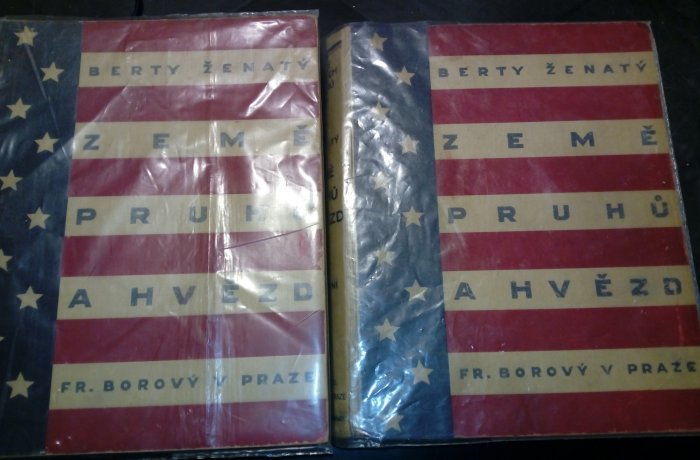 BERTY ŽENATÝ
ZEMĚ
PRUHŮ
A HVĚZD
FR. BOROVÝ V PRAZE
BERTY ŽENATÝ
ZEMĚ
PRUHŮ
A HVĚZD
FR. BOROVÝ V PRAZE